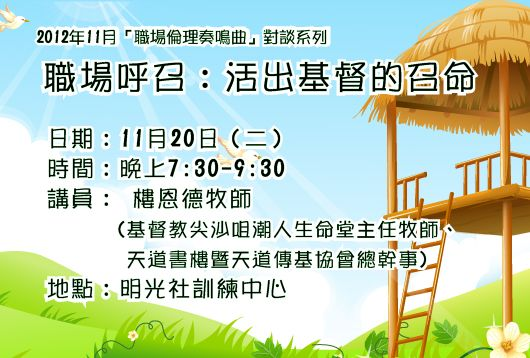 2012年11月「職場倫理奏鳴曲」對談系列
職場呼召：活出基督的召命
日期：11月20日（二）
時間：晚上7:30-9:30
講員： 樓恩德牧師
（基督教尖沙咀潮人生命堂主任牧師、
天道書樓暨天道傳基協會總幹事）
地點：明光社訓練中心